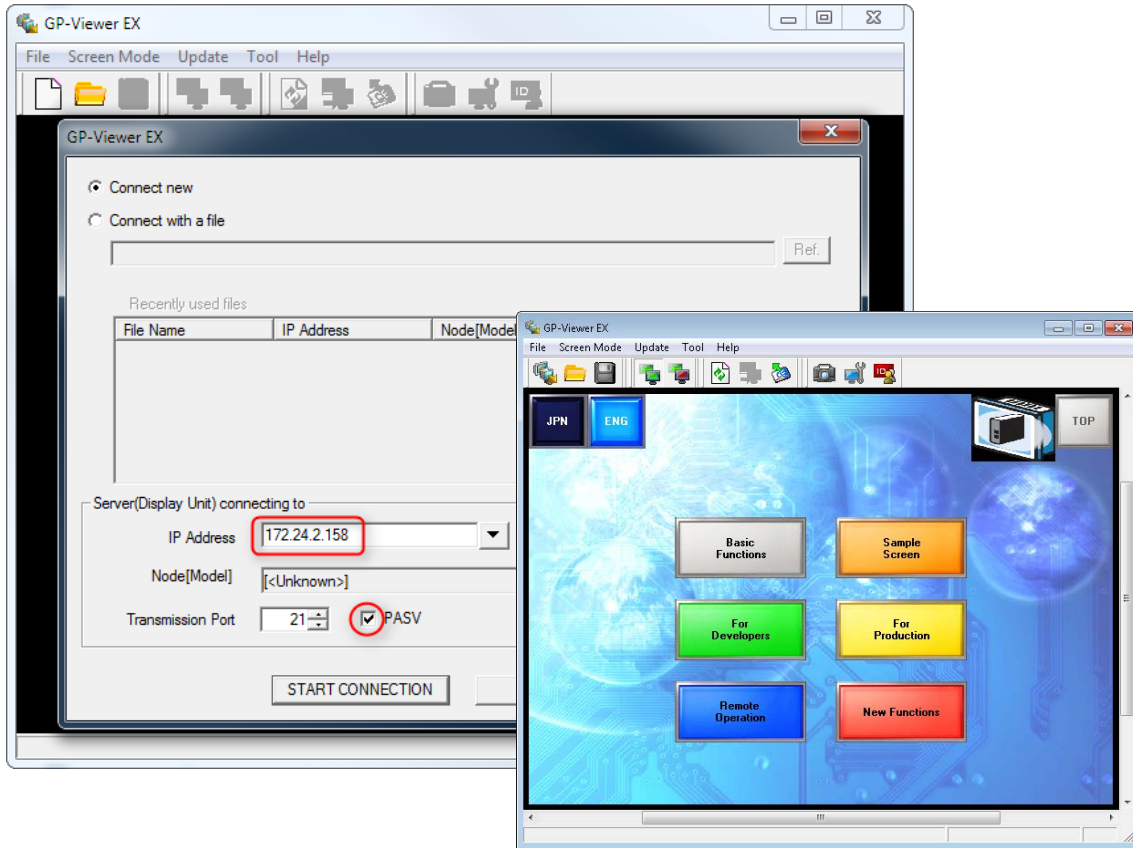 GP-Viewer EX
File Screen Mode Update Tool Help
ID
GP-Viewer EX
Connect new
Connect with a file
Ref.
Recently used files
File Name IP Address Node[Model
Server(Display Unit) connecting to
IP Address 172.24.2.158
Node[Model] [<Unknown>]
Transmission Port 21 PASV
START CONNECTION
GP-Viewer EX
File Screen Mode Update Tool Help
ID
JPN ENG TOP
Basic
Functions
Sample
Screen
For
Developers
For
Production
Remote
Operation
New Functions